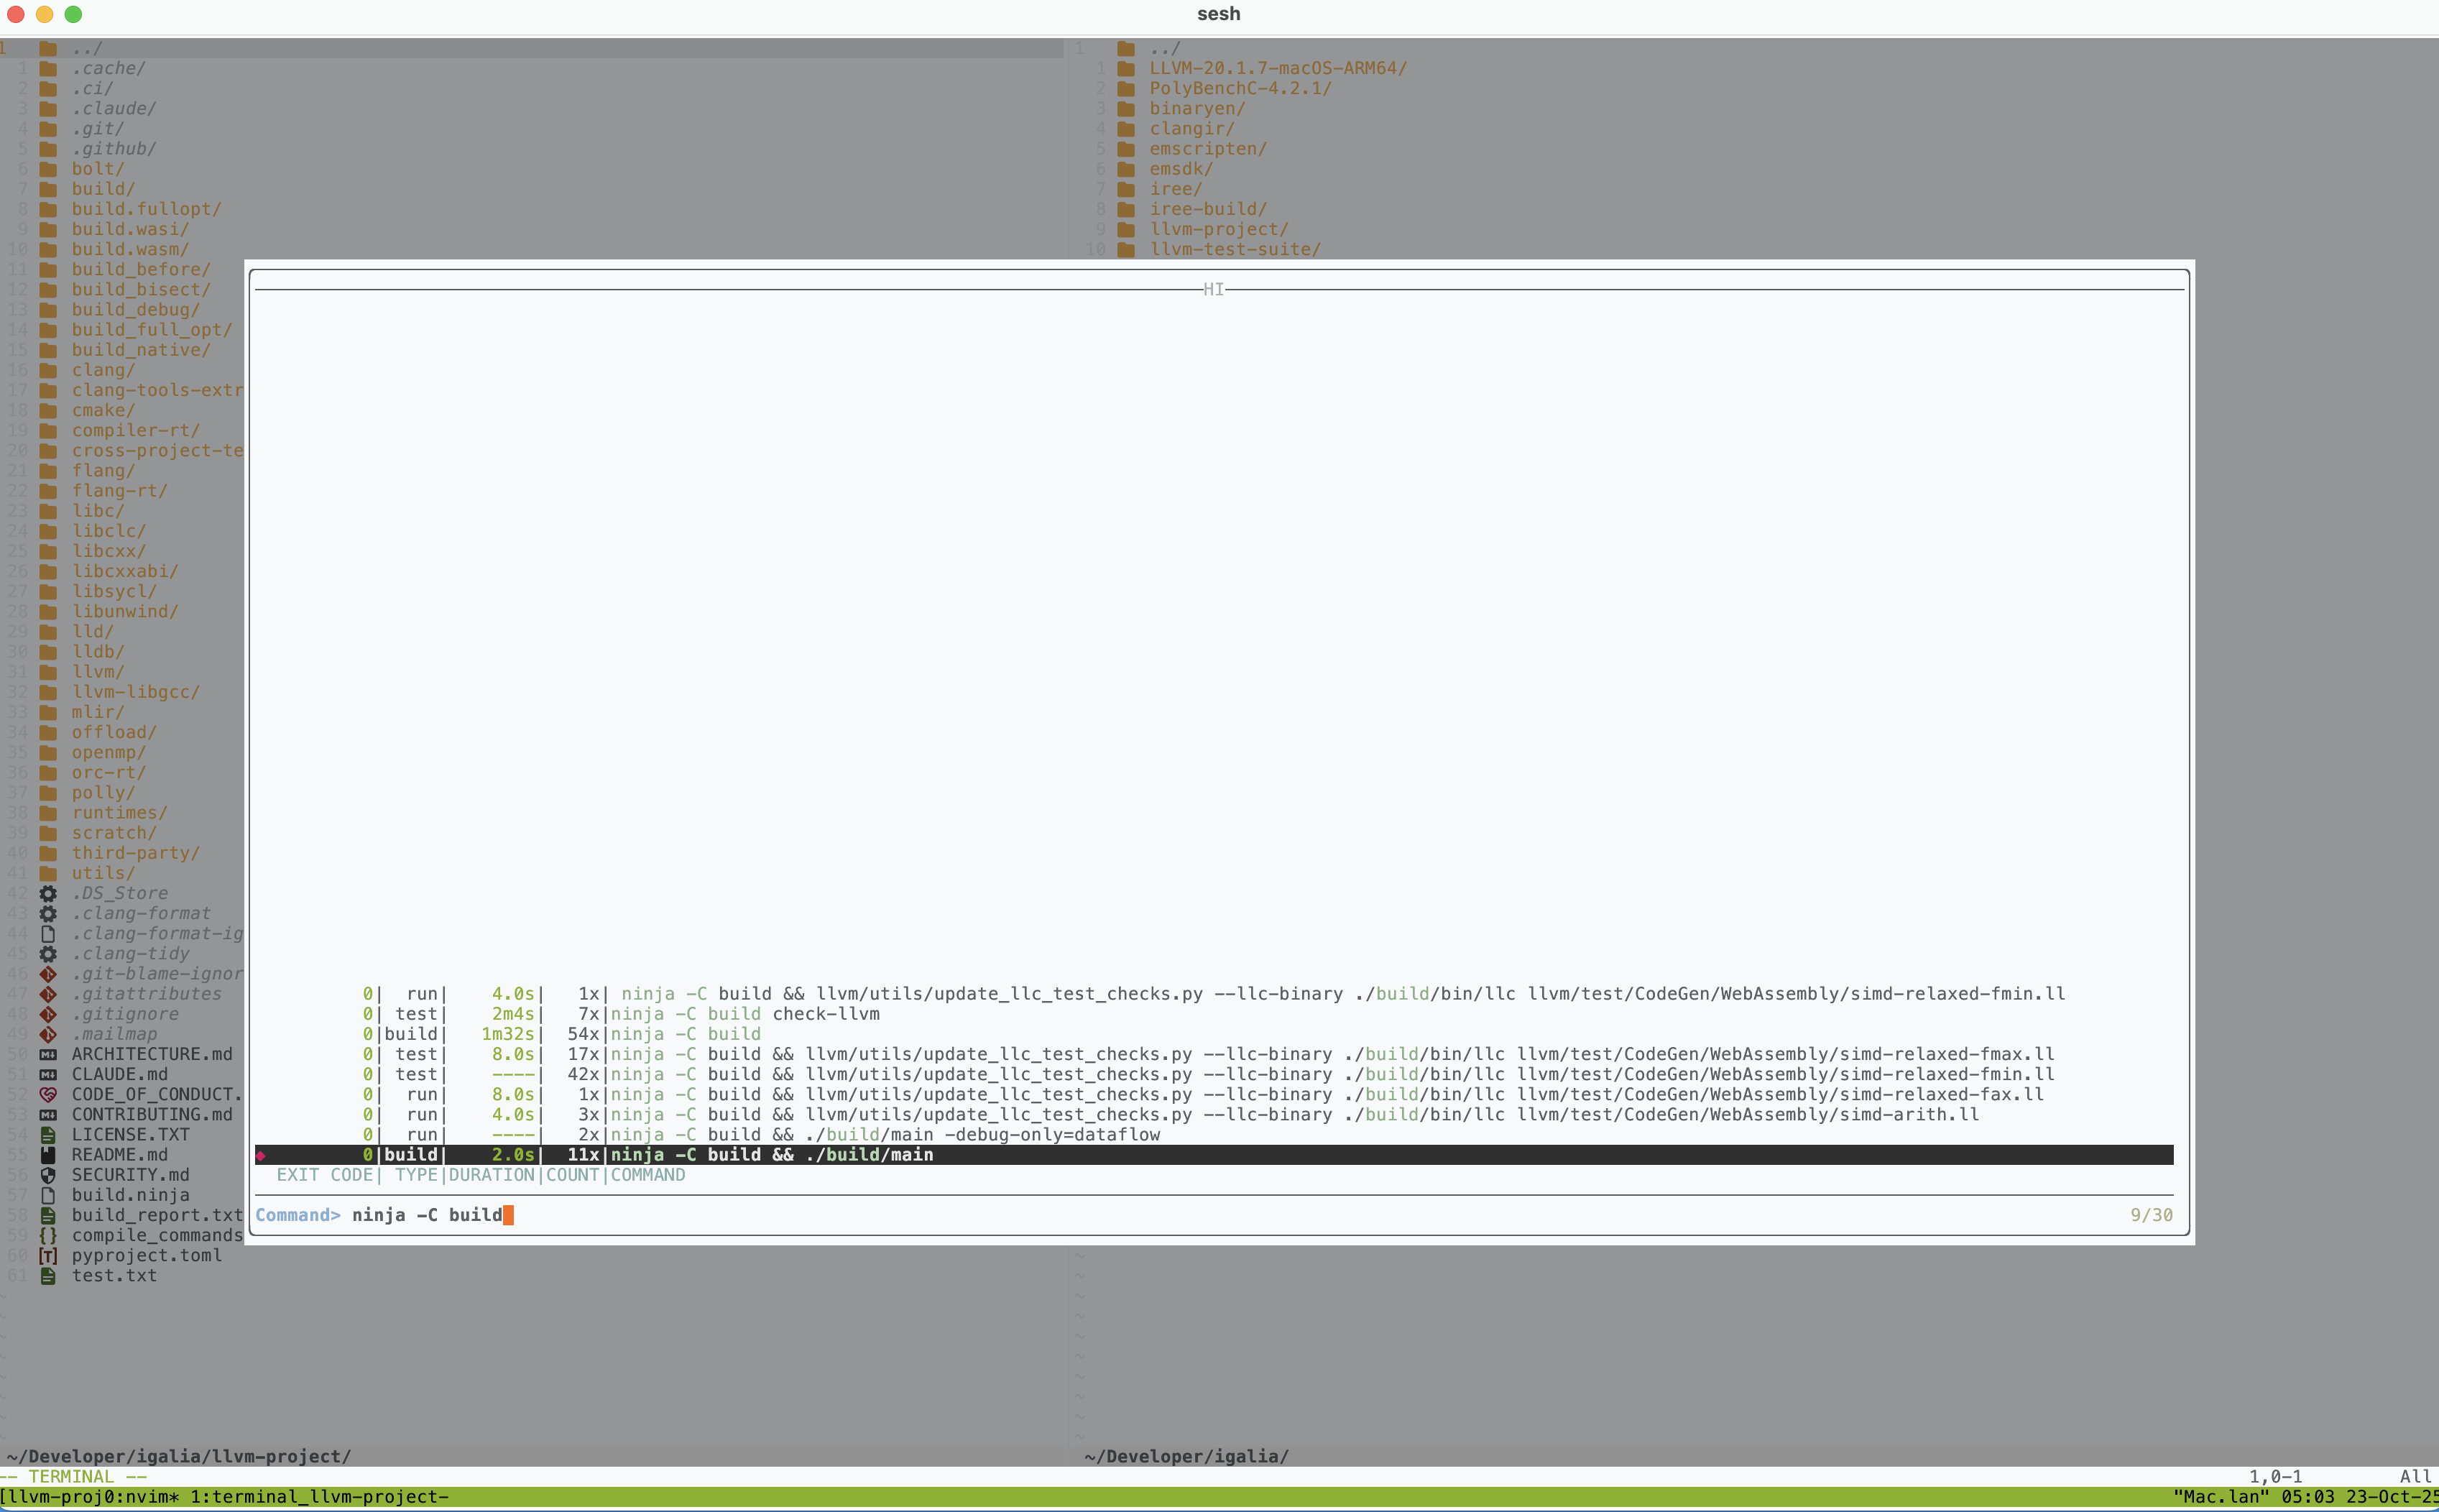 sesh
1 ../
1 .cache/
2 .ci/
3 .claude/
4 .git/
5 .github/
6 bolt/
7 build/
8 build.fullopt/
9 build.wasi/
10 build.wasm/
11 build_before/
12 build_bisect/
13 build_debug/
14 build_full_opt/
15 build_native/
16 clang/
17 clang-tools-extr
18 cmake/
19 compiler-rt/
20 cross-project-te
21 flang/
22 flang-rt/
23 libc/
24 libclc/
25 libcxx/
26 libcxxabi/
27 libsycl/
28 libunwind/
29 lld/
30 lldb/
31 llvm/
32 llvm-libgcc/
33 mlir/
34 offload/
35 openmp/
36 orc-rt/
37 polly/
38 runtimes/
39 scratch/
40 third-party/
41 utils/
42 .DS_Store
43 .clang-format
44 .clang-format-ig
45 .clang-tidy
46 .git-blame-ignor
47 .gitattributes
48 .gitignore
49 .mailmap
50 ARCHITECTURE.md
51 CLAUDE.md
52 CODE_OF_CONDUCT.
53 CONTRIBUTING.md
54 LICENSE.TXT
55 README.md
56 SECURITY.md
57 build.ninja
58 build_report.txt
59 compile_commands
60 pyproject.toml
61 test.txt
~/Developer/igalia/llvm-project/
1 ../
1 LLVM-20.1.7-macOS-ARM64/
2 PolyBenchC-4.2.1/
3 binaryen/
4 clangir/
5 emscripten/
6 emsdk/
7 iree/
8 iree-build/
9 llvm-project/
10 llvm-test-suite/
~/Developer/igalia/
HI
0| run| 4.0s| 1x| ninja -C build && llvm/utils/update_llc_test_checks.py --llc-binary ./build/bin/llc llvm/test/CodeGen/WebAssembly/simd-relaxed-fmin.ll
0| test| 2m4s| 7x|ninja -C build check-llvm
0|build| 1m32s| 54x|ninja -C build
0| test| 8.0s| 17x|ninja -C build && llvm/utils/update_llc_test_checks.py --llc-binary ./build/bin/llc llvm/test/CodeGen/WebAssembly/simd-relaxed-fmax.ll
0| test| ----| 42x|ninja -C build && llvm/utils/update_llc_test_checks.py --llc-binary ./build/bin/llc llvm/test/CodeGen/WebAssembly/simd-relaxed-fmin.ll
0| run| 8.0s| 1x|ninja -C build && llvm/utils/update_llc_test_checks.py --llc-binary ./build/bin/llc llvm/test/CodeGen/WebAssembly/simd-relaxed-fax.ll
0| run| 4.0s| 3x|ninja -C build && llvm/utils/update_llc_test_checks.py --llc-binary ./build/bin/llc llvm/test/CodeGen/WebAssembly/simd-arith.ll
0| run| ----| 2x|ninja -C build && ./build/main -debug-only=dataflow
0|build| 2.0s| 11x|ninja -C build && ./build/main
EXIT CODE| TYPE|DURATION|COUNT|COMMAND
Command> ninja -C build
9/30
-- TERMINAL -- 1,0-1 All
[llvm-proj0:nvim* 1:terminal_llvm-project- "Mac.lan" 05:03 23-Oct-25